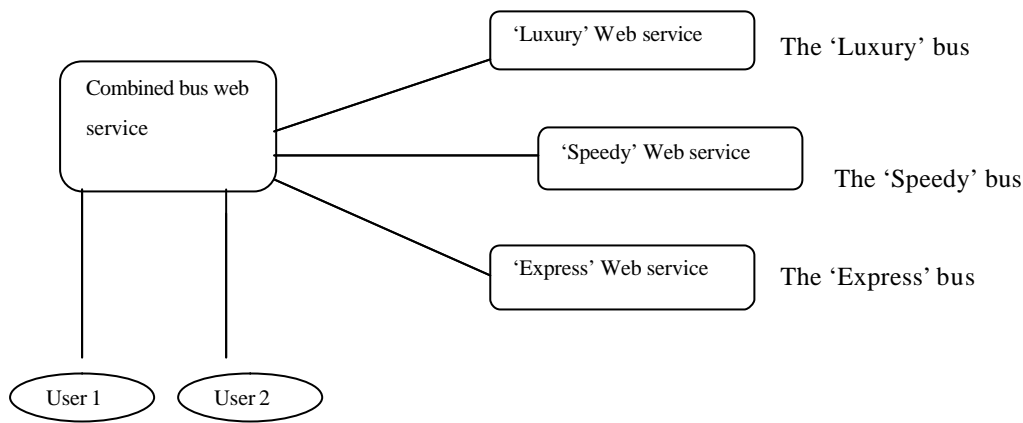 ‘Luxury’ Web service
The ‘Luxury’ bus
Combined bus web
service
‘Speedy’ Web service
The ‘Speedy’ bus
‘Express’ Web service
The ‘Express’ bus
User 1
User 2